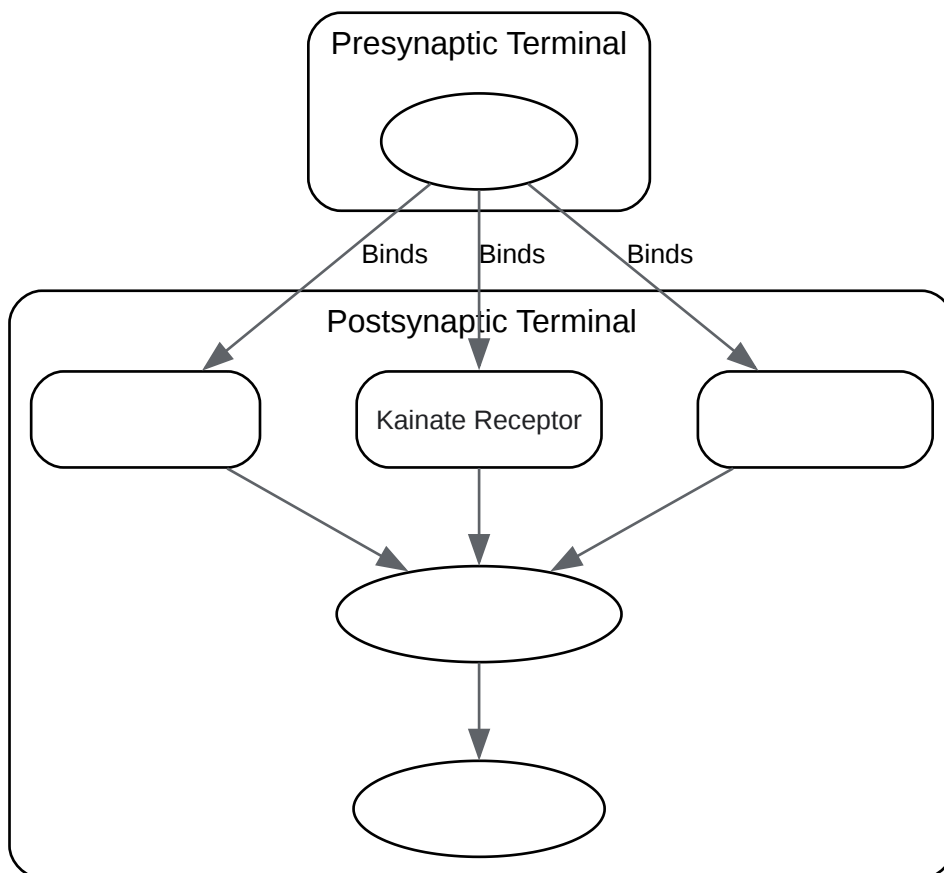 Presynaptic Terminal
Binds
Binds
Binds
Postsynaptic Terminal
Kainate Receptor